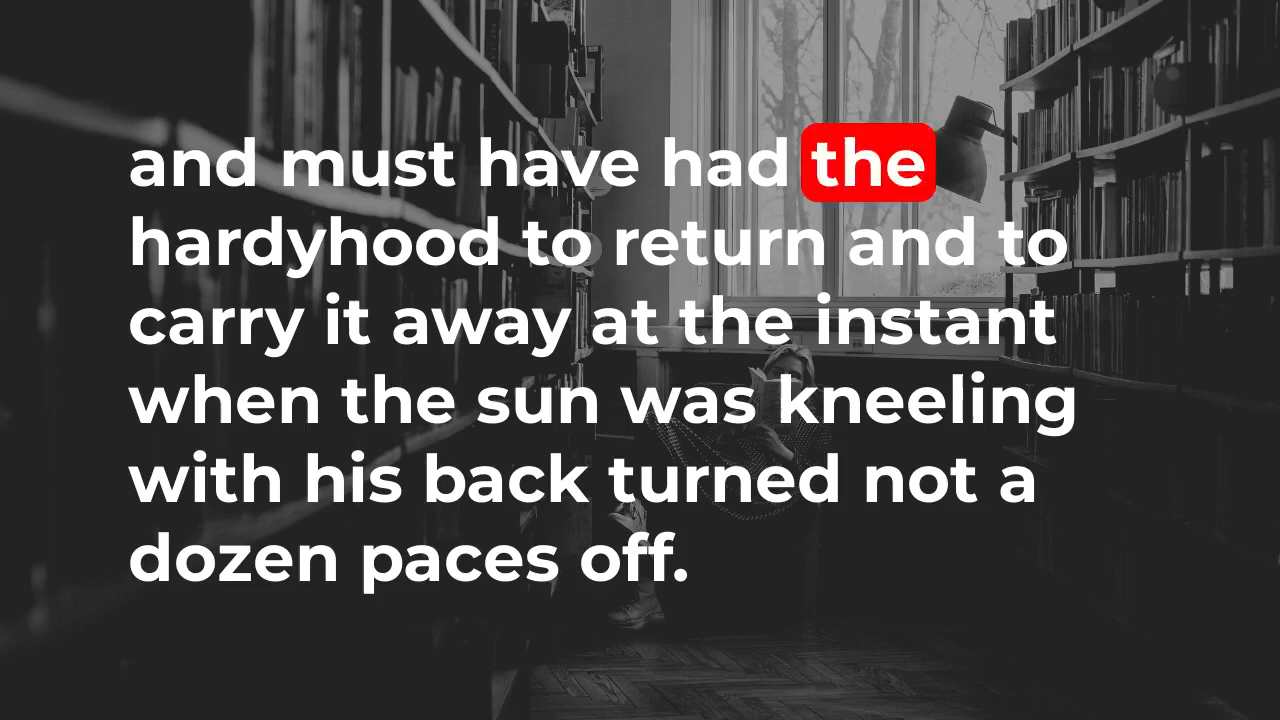 and must have had the
hardyhood to return and to
carry it away at the instant
when the sun was kneeling
with his back turned not a
dozen paces off.